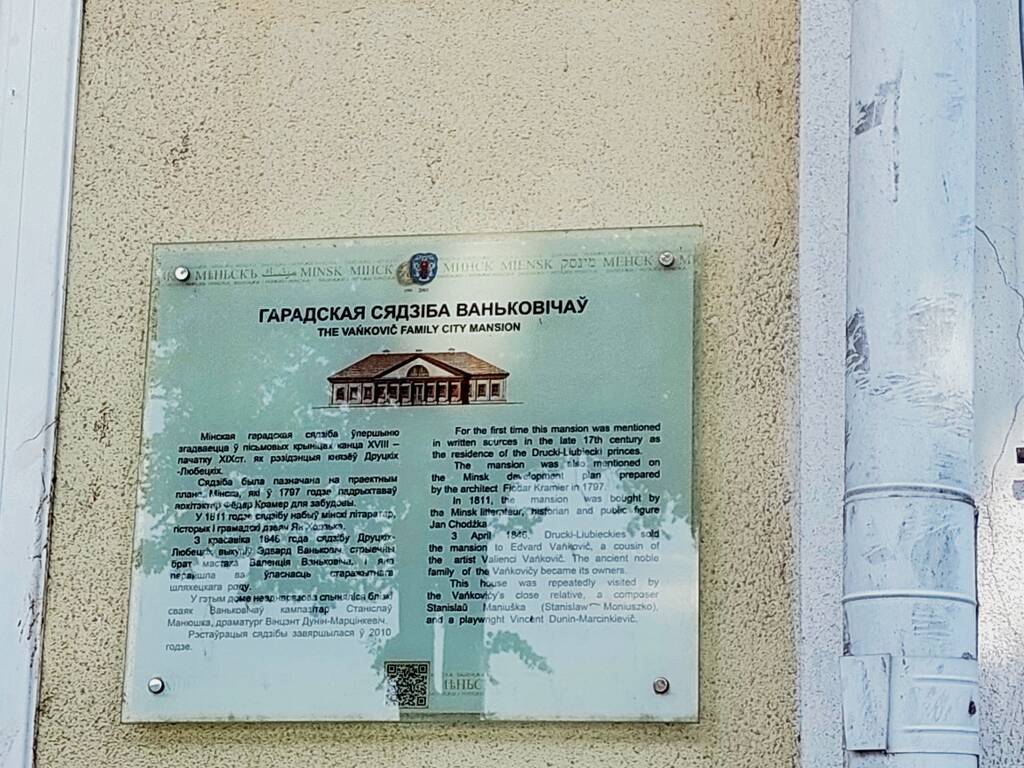 МѢНЬСКЪ مينسك MINSK МІНСК МИНСК MIENSK מינסק МЕНСК
ГАРАДСКАЯ СЯДЗІБА ВАНЬКОВІЧАЎ
THE VAŃKOVIČ FAMILY CITY MANSION
Мінская гарадская сядзіба ўпершыню
згадваецца ў пісьмовых крыніцах канца XVIII –
пачатку XIXст. як рэзідэнцыя князёў Друцкіх
-Любецкіх.
Сядзіба была пазначана на праектным
плане Мінска, які ў 1797 годзе падрыхтаваў
архітэктар Фёдар Крамер для забудовы.
У 1811 годзе сядзібу набыў мінскі літаратар,
гісторык і грамадскі дзеяч Ян Ходзька.
З красавіка 1846 года сядзібу Друцкіх-
Любецкіх выкупіў Эдвард Ваньковіч, стрыечны
брат мастака Валенція Ваньковіча, і яна
перайшла ва ўласнасць старажытнага
шляхецкага роду.
У гэтым доме неаднаразова спыняліся блізкі
сваяк Ваньковічаў кампазітар Станіслаў
Манюшка, драматург Вінцэнт Дунін-Марцінкевіч.
Рэстаўрацыя сядзібы завяршылася ў 2010
годзе.
For the first time this mansion was mentioned
in written sources in the late 17th century as
the residence of the Drucki-Liubiecki princes.
The mansion was also mentioned on
the Minsk development plan prepared
by the architect Fiodar Kramier in 1797.
In 1811, the mansion was bought by
the Minsk litterateur, historian and public figure
Jan Chodźka
3 April 1846, Drucki-Liubieckies sold
the mansion to Edvard Vańkovič, a cousin of
the artist Valienci Vańkovič. The ancient noble
family of the Vańkovičy became its owners.
This house was repeatedly visited by
the Vańkovičy's close relative, a composer
Stanislaŭ Maniuška (Stanislaw Moniuszko),
and a playwright Vincent Dunin-Marcinkievič.